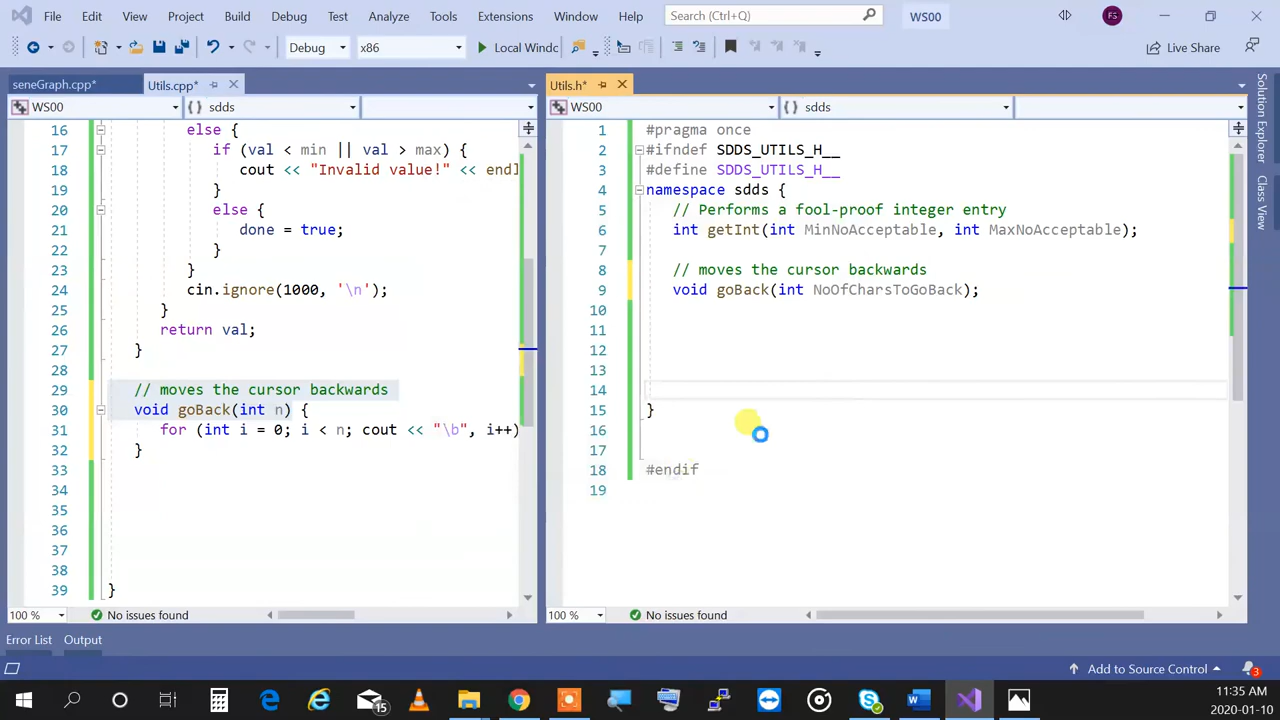 File Edit View Project Build Debug Test Analyze Tools Extensions Window Help Search (Ctrl+Q) WS00 FS
Debug x86 Local Windc Live Share
seneGraph.cpp* Utils.cpp* Utils.h*
WS00 sdds WS00 sdds
16 else {
17 if (val < min || val > max) {
18 cout << "Invalid value!" << endl
19 }
20 else {
21 done = true;
22 }
23 }
24 cin.ignore(1000, '\n');
25 }
26 return val;
27 }
28
29 // moves the cursor backwards
30 void goBack(int n) {
31 for (int i = 0; i < n; cout << "\b", i++)
32 }
33
34
35
36
37
38
39 }
1 #pragma once
2 #ifndef SDDS_UTILS_H__
3 #define SDDS_UTILS_H__
4 namespace sdds {
5 // Performs a fool-proof integer entry
6 int getInt(int MinNoAcceptable, int MaxNoAcceptable);
7
8 // moves the cursor backwards
9 void goBack(int NoOfCharsToGoBack);
10
11
12
13
14
15 }
16
17
18 #endif
19
Solution Explorer
Class View
100 % No issues found 100 % No issues found
Error List Output
Add to Source Control 3
15
11:35 AM
2020-01-10